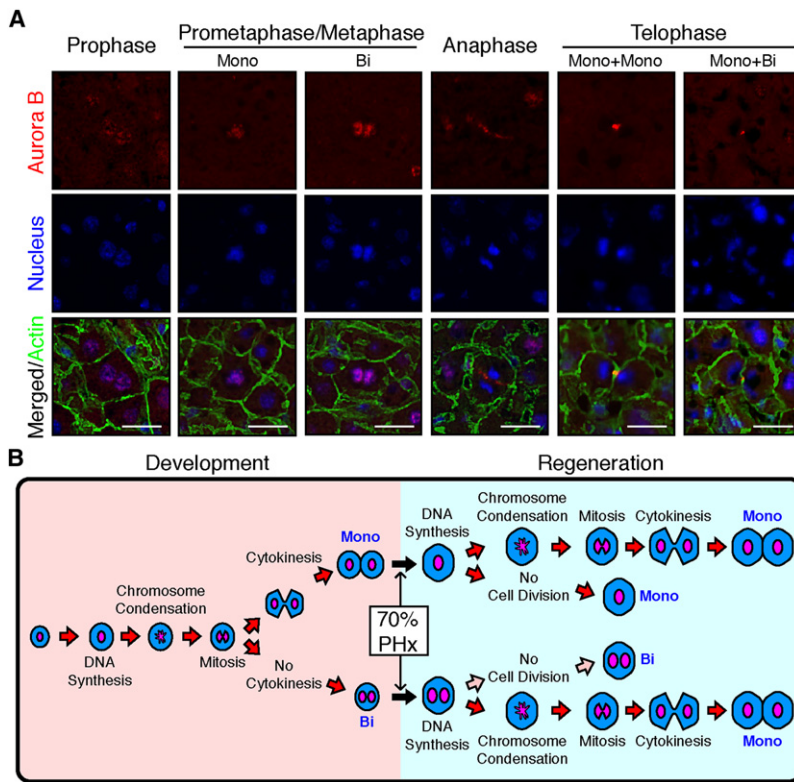 A
Prophase
Prometaphase/Metaphase
Anaphase
Telophase
Mono
Bi
Mono+Mono
Mono+Bi
Aurora B
Nucleus
Merged/Actin
B
Development
Regeneration
DNA
Synthesis
Chromosome
Condensation
Mitosis
Cytokinesis
Mono
No
Cytokinesis
Bi
70%
PHx
DNA
Synthesis
Chromosome
Condensation
Mitosis
Cytokinesis
Mono
No
Cell Division
Mono
DNA
Synthesis
No
Cell Division
Bi
Chromosome
Condensation
Mitosis
Cytokinesis
Mono